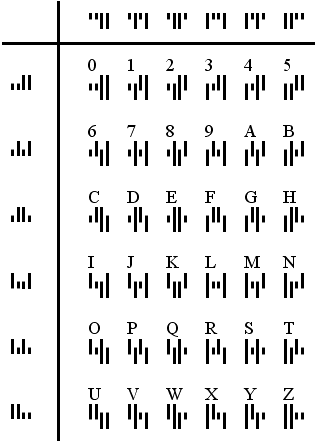 0 1 2 3 4 5
6 7 8 9 A B
C D E F G H
I J K L M N
O P Q R S T
U V W X Y Z